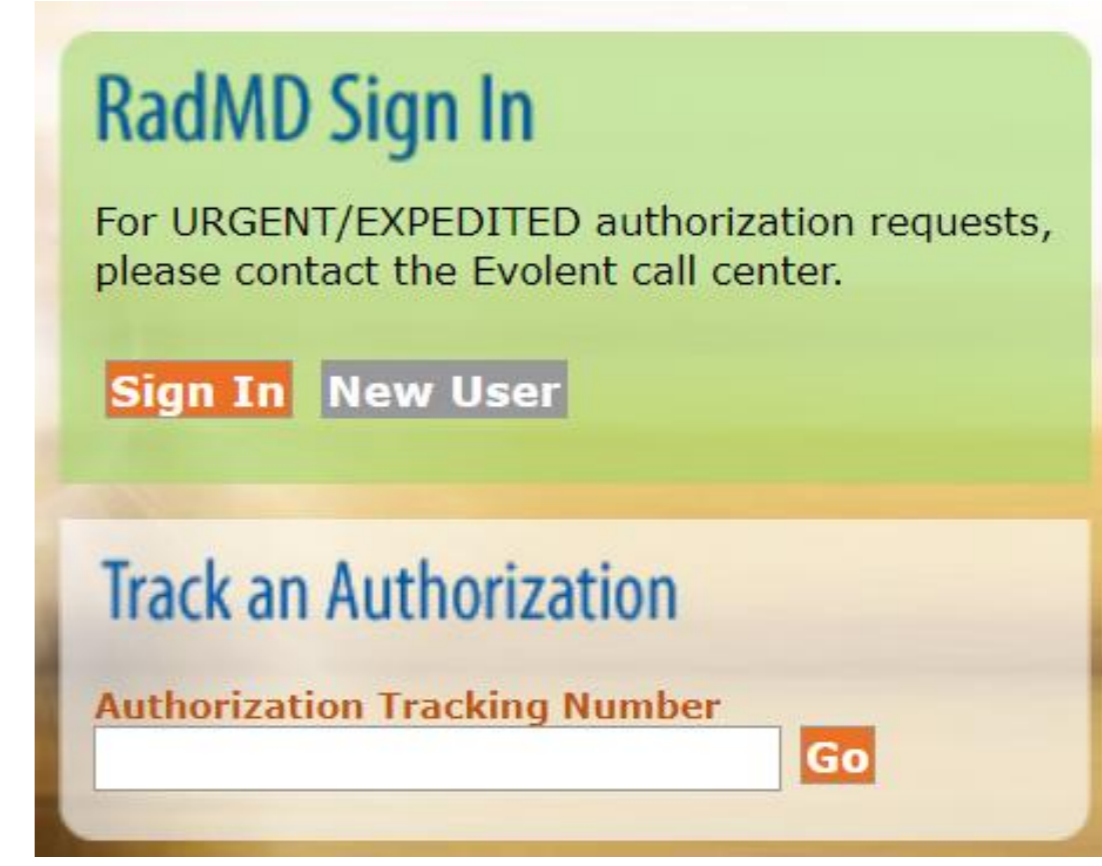 RadMD Sign In
For URGENT/EXPEDITED authorization requests,
please contact the Evolent call center.
Sign In New User
Track an Authorization
Authorization Tracking Number
Go